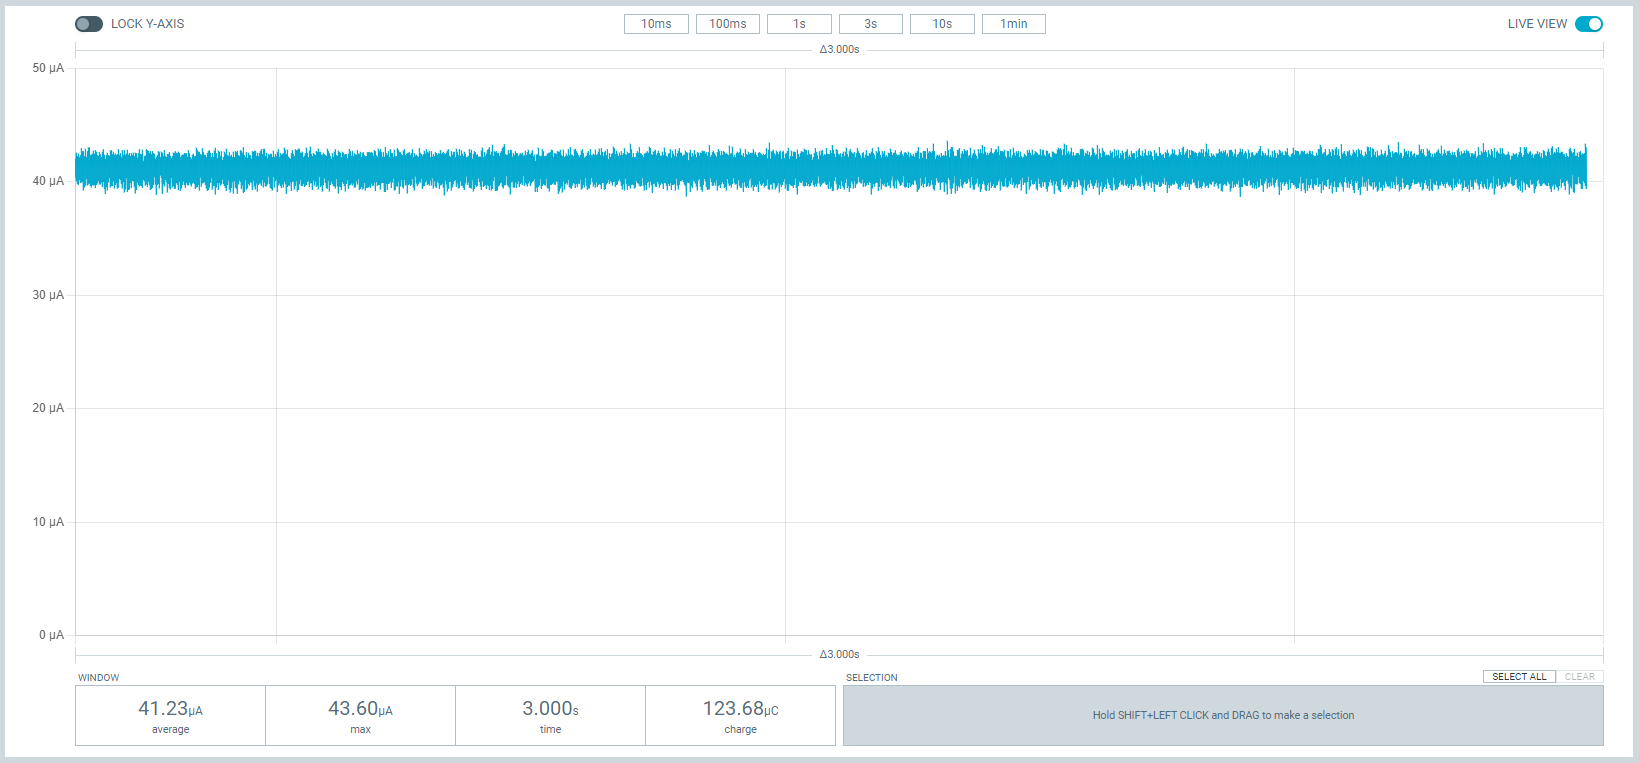 LOCK Y-AXIS 10ms 100ms 1s 3s 10s 1min LIVE VIEW
Δ3.000s
50 µA
40 µA
30 µA
20 µA
10 µA
0 µA
Δ3.000s
WINDOW SELECTION SELECT ALL CLEAR
41.23µA 43.60µA 3.000s 123.68µC
average max time charge
Hold SHIFT+LEFT CLICK and DRAG to make a selection